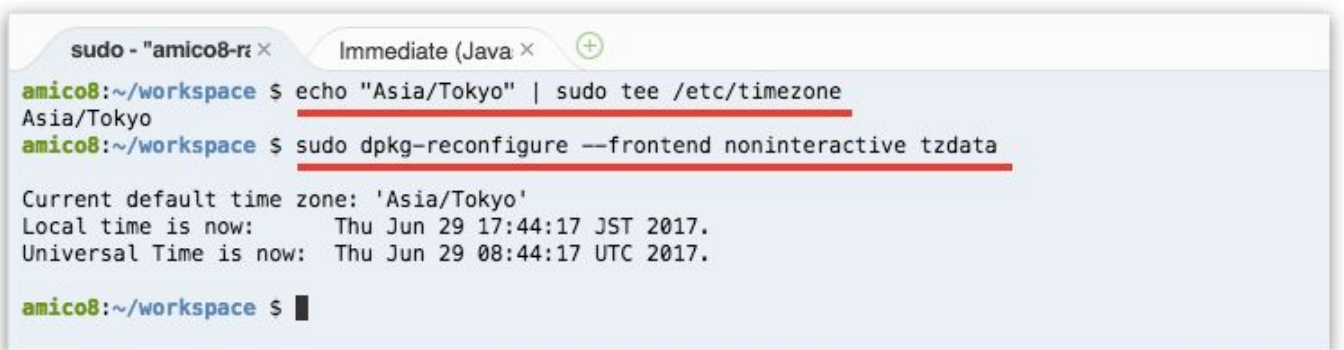 sudo - "amico8-ra × Immediate (Java: ×
amico8:~/workspace $ echo "Asia/Tokyo" | sudo tee /etc/timezone
Asia/Tokyo
amico8:~/workspace $ sudo dpkg-reconfigure --frontend noninteractive tzdata
Current default time zone: 'Asia/Tokyo'
Local time is now:      Thu Jun 29 17:44:17 JST 2017.
Universal Time is now:  Thu Jun 29 08:44:17 UTC 2017.
amico8:~/workspace $